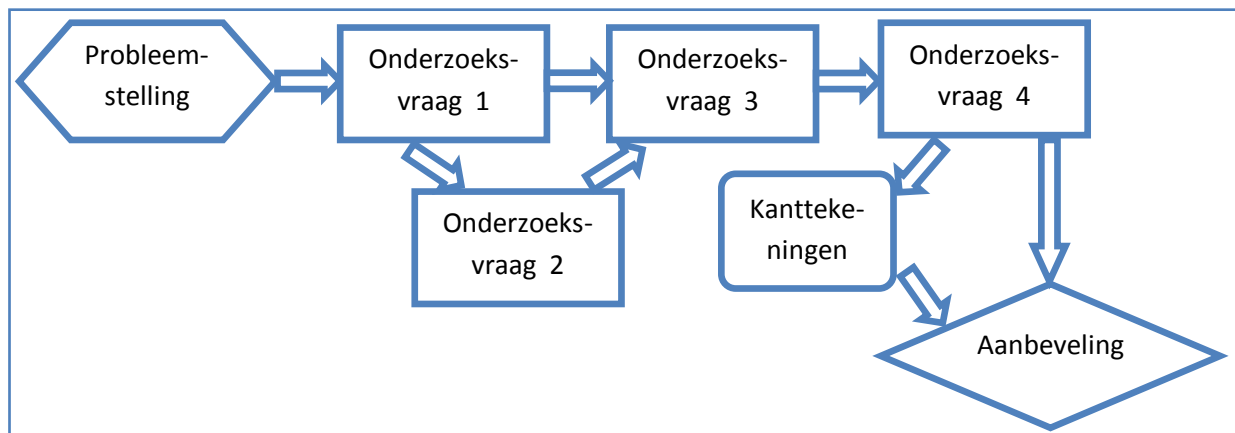 Probleem-
stelling
Onderzoeks-
vraag 1
Onderzoeks-
vraag 3
Onderzoeks-
vraag 4
Onderzoeks-
vraag 2
Kantteke-
ningen
Aanbeveling